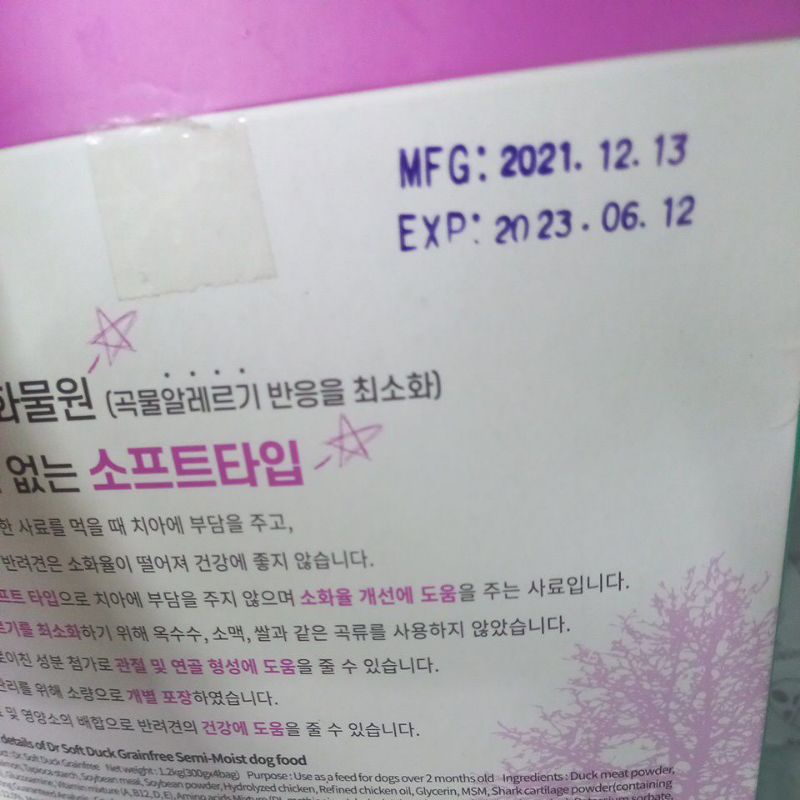 MFG: 2021. 12. 13
EXP: 2023. 06. 12
화물원 (곡물알레르기 반응을 최소화)
없는 소프트타입
한 사료를 먹을 때 치아에 부담을 주고,
반려견은 소화율이 떨어져 건강에 좋지 않습니다.
프트 타입으로 치아에 부담을 주지 않으며 소화율 개선에 도움을 주는 사료입니다.
르기를 최소화하기 위해 옥수수, 소맥, 쌀과 같은 곡류를 사용하지 않았습니다.
성분 첨가로 관절 및 연골 형성에 도움을 줄 수 있습니다.
관리를 위해 소량으로 개별 포장하였습니다.
및 영양소의 배합으로 반려견의 건강에 도움을 줄 수 있습니다.
details of Dr Soft Duck Grainfree Semi-Moist dog food
Dr. Soft Duck Grainfree Net weight: 1.2kg(300gx4bag) Purpose: Use as a feed for dogs over 2 months old Ingredients: Duck meat powder,
Tapioca starch, Soybean meal, Soybean powder, Hydrolyzed chicken, Refined chicken oil, Glycerin, MSM, Shark cartilage powder(containing
Glucosamine, Vitamin mixture (A, B12, D, E), Amino acids Mixture